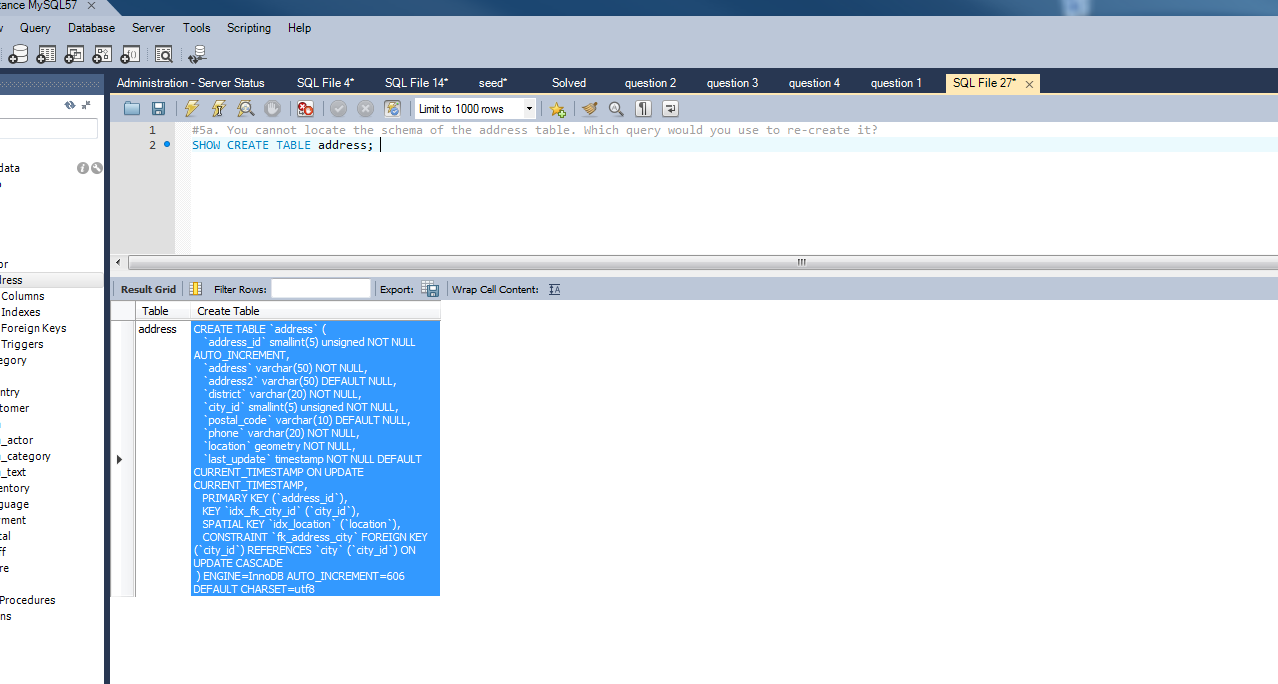 tance MySQL57 ×
Query Database Server Tools Scripting Help
Administration - Server Status SQL File 4* SQL File 14* seed* Solved question 2 question 3 question 4 question 1 SQL File 27* ×
Limit to 1000 rows
1 #5a. You cannot locate the schema of the address table. Which query would you use to re-create it?
2 SHOW CREATE TABLE address;
data
or
dress
Columns
Indexes
Foreign Keys
Triggers
egory
ntry
tomer
_actor
_category
_text
entory
guage
ment
tal
ff
re
Procedures
ns
Result Grid Filter Rows: Export: Wrap Cell Content:
Table Create Table
address CREATE TABLE `address` (
`address_id` smallint(5) unsigned NOT NULL
AUTO_INCREMENT,
`address` varchar(50) NOT NULL,
`address2` varchar(50) DEFAULT NULL,
`district` varchar(20) NOT NULL,
`city_id` smallint(5) unsigned NOT NULL,
`postal_code` varchar(10) DEFAULT NULL,
`phone` varchar(20) NOT NULL,
`location` geometry NOT NULL,
`last_update` timestamp NOT NULL DEFAULT
CURRENT_TIMESTAMP ON UPDATE
CURRENT_TIMESTAMP,
PRIMARY KEY (`address_id`),
KEY `idx_fk_city_id` (`city_id`),
SPATIAL KEY `idx_location` (`location`),
CONSTRAINT `fk_address_city` FOREIGN KEY
(`city_id`) REFERENCES `city` (`city_id`) ON
UPDATE CASCADE
) ENGINE=InnoDB AUTO_INCREMENT=606
DEFAULT CHARSET=utf8